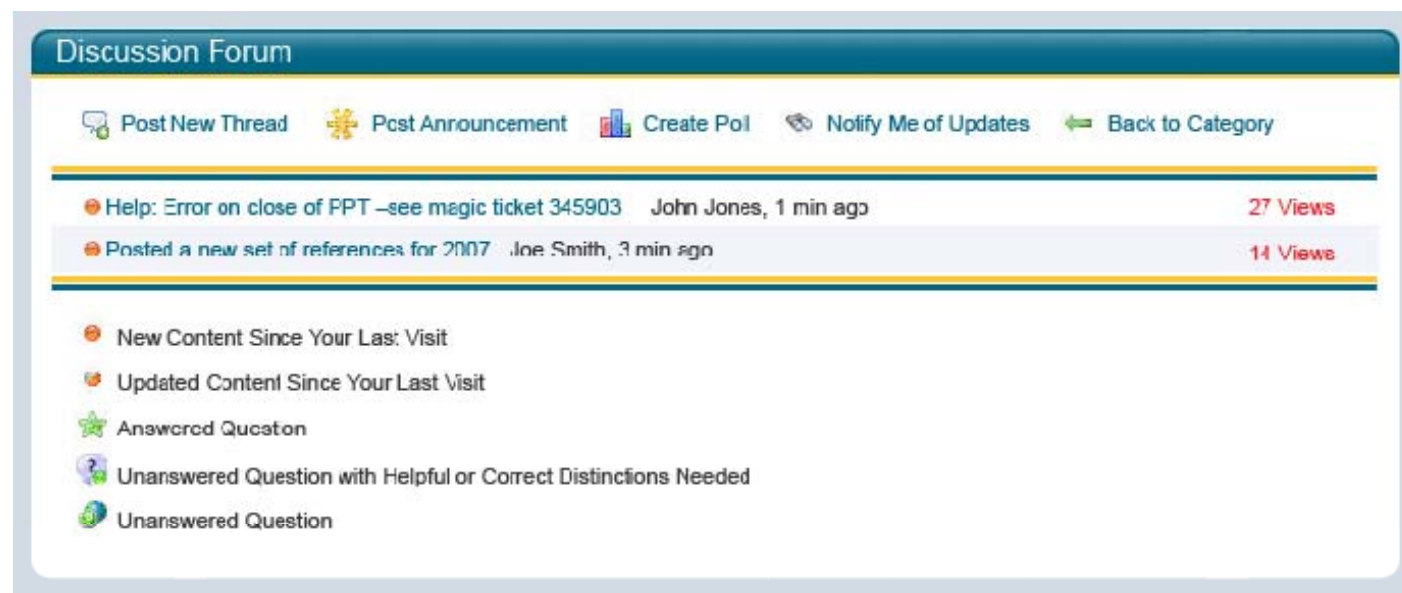 Discussion Forum
Post New Thread Post Announcement Create Poll Notify Me of Updates Back to Category
Help: Error on close of PPT –see magic ticket 345903 John Jones, 1 min ago 27 Views
Posted a new set of references for 2007 Joe Smith, 3 min ago 14 Views
New Content Since Your Last Visit
Updated Content Since Your Last Visit
Answered Question
Unanswered Question with Helpful or Correct Distinctions Needed
Unanswered Question